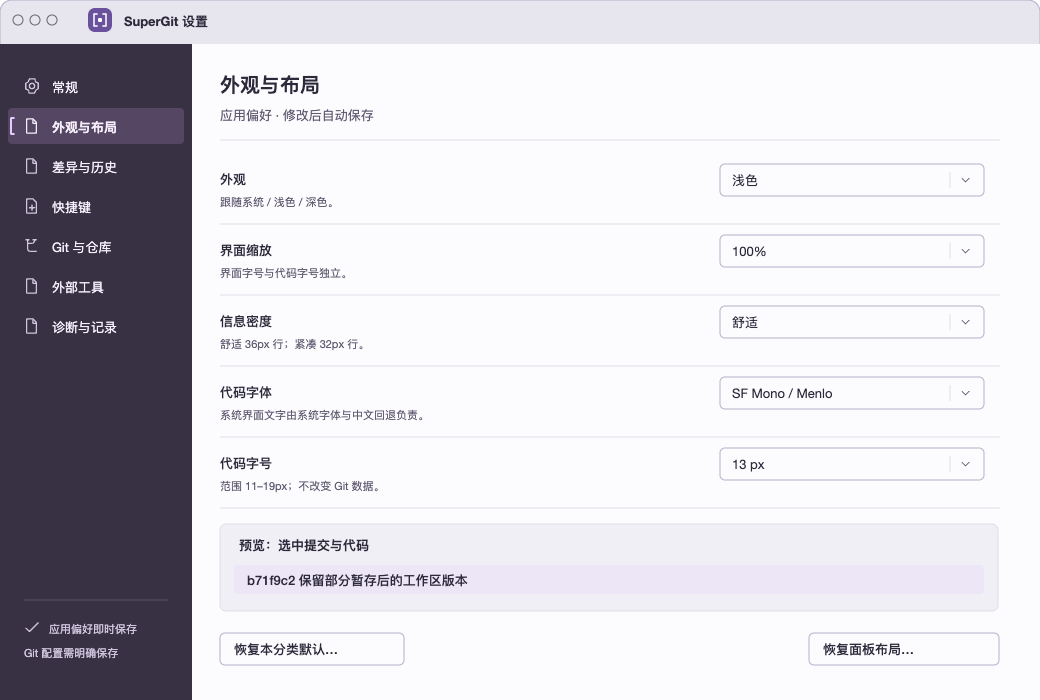 SuperGit 设置
常规
外观与布局
差异与历史
快捷键
Git 与仓库
外部工具
诊断与记录
应用偏好即时保存
Git 配置需明确保存
外观与布局
应用偏好 · 修改后自动保存
外观
跟随系统 / 浅色 / 深色。
浅色
界面缩放
界面字号与代码字号独立。
100%
信息密度
舒适 36px 行；紧凑 32px 行。
舒适
代码字体
系统界面文字由系统字体与中文回退负责。
SF Mono / Menlo
代码字号
范围 11–19px；不改变 Git 数据。
13 px
预览：选中提交与代码
b71f9c2 保留部分暂存后的工作区版本
恢复本分类默认…
恢复面板布局…